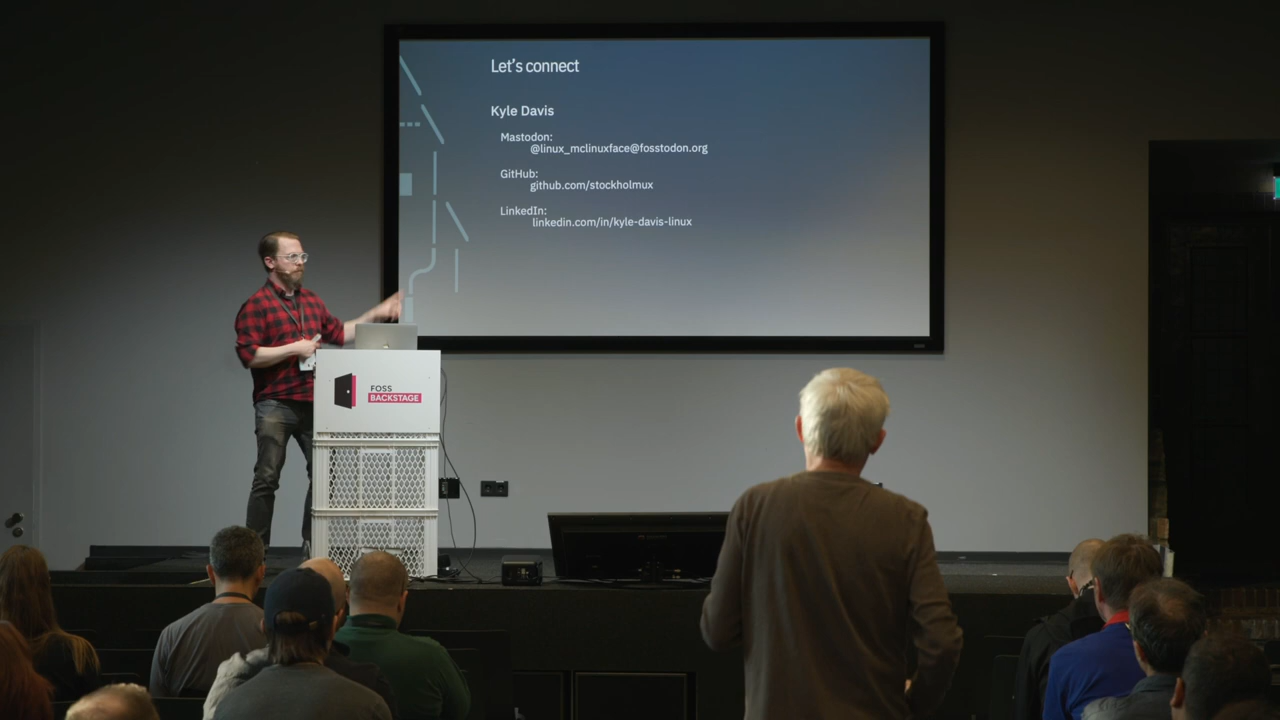 Let's connect
Kyle Davis
Mastodon:
@linux_mclinuxface@fosstodon.org
GitHub:
github.com/stockholmux
LinkedIn:
linkedin.com/in/kyle-davis-linux
FOSS
BACKSTAGE